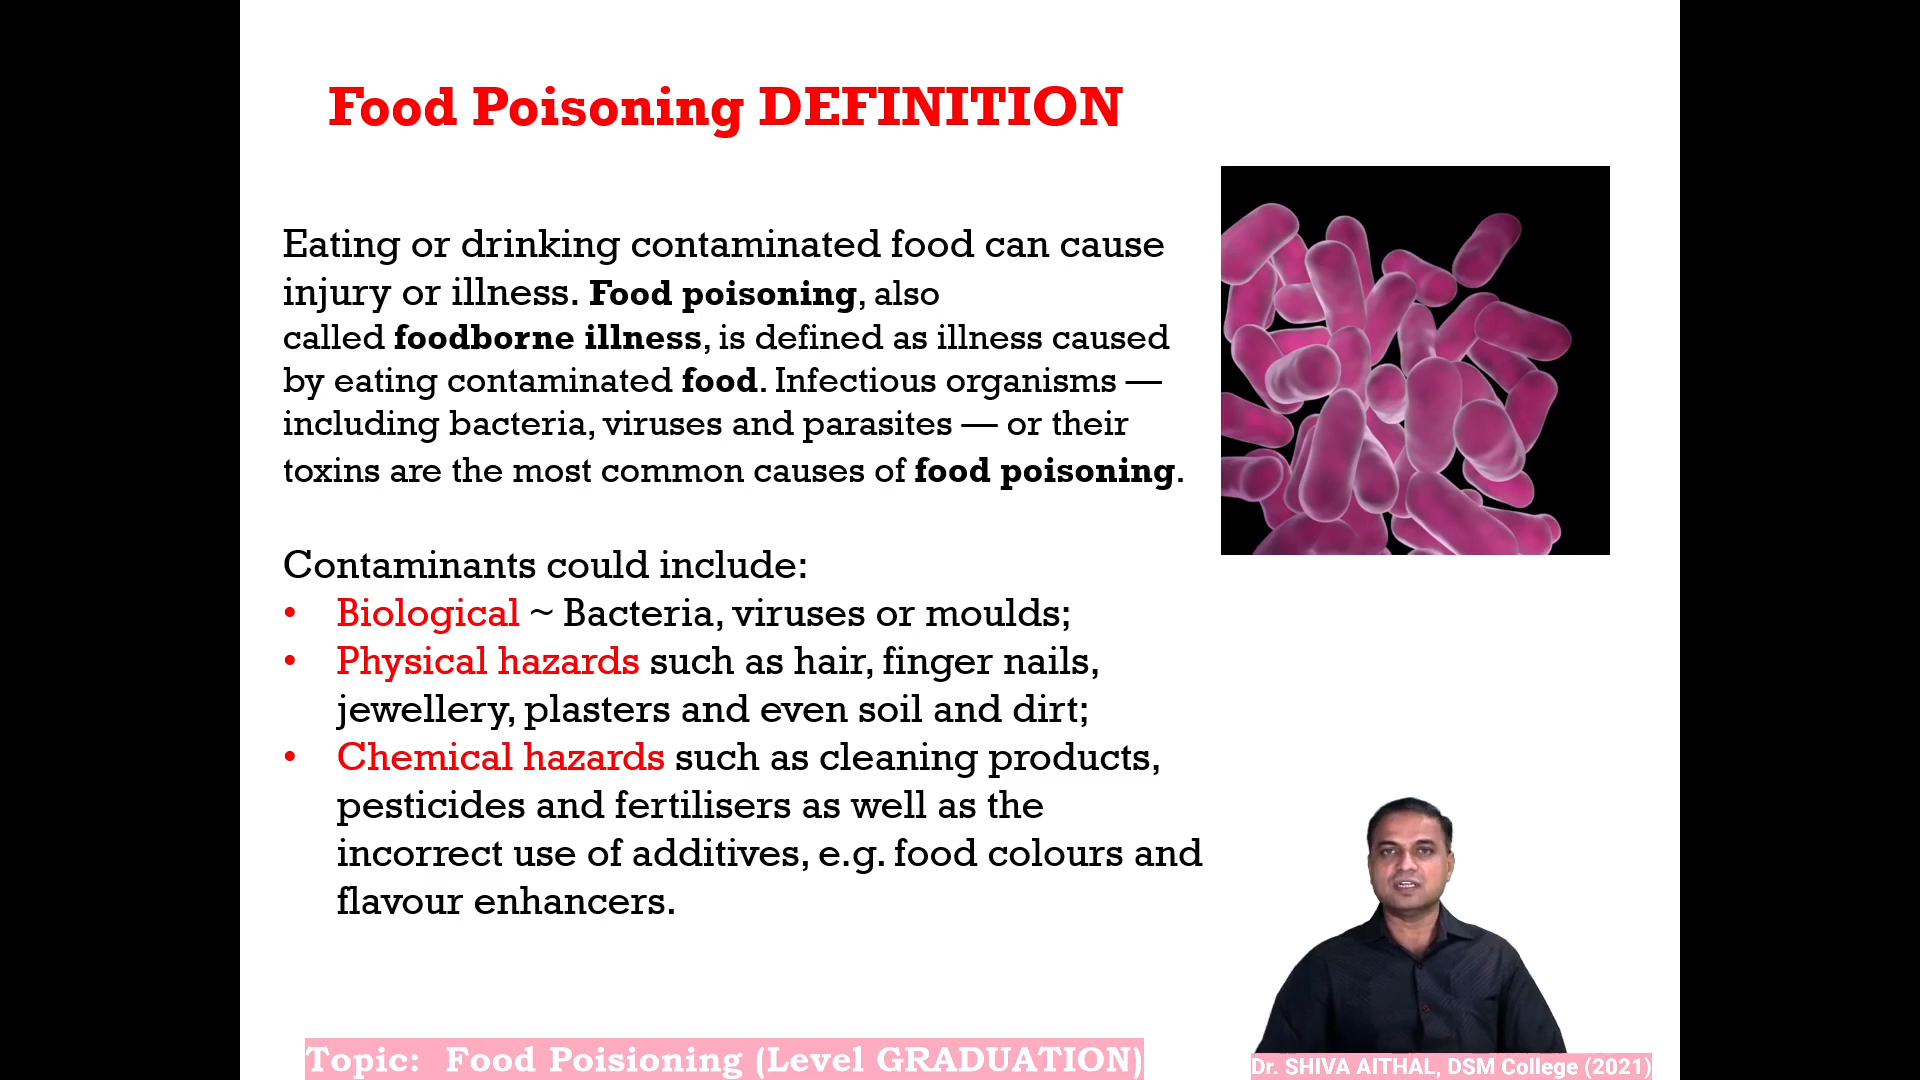 Food Poisoning DEFINITION
Eating or drinking contaminated food can cause
injury or illness. Food poisoning, also
called foodborne illness, is defined as illness caused
by eating contaminated food. Infectious organisms —
including bacteria, viruses and parasites — or their
toxins are the most common causes of food poisoning.
Contaminants could include:
• Biological ~ Bacteria, viruses or moulds;
• Physical hazards such as hair, finger nails,
jewellery, plasters and even soil and dirt;
• Chemical hazards such as cleaning products,
pesticides and fertilisers as well as the
incorrect use of additives, e.g. food colours and
flavour enhancers.
Topic: Food Poisioning (Level GRADUATION)
Dr. SHIVA AITHAL, DSM College (2021)